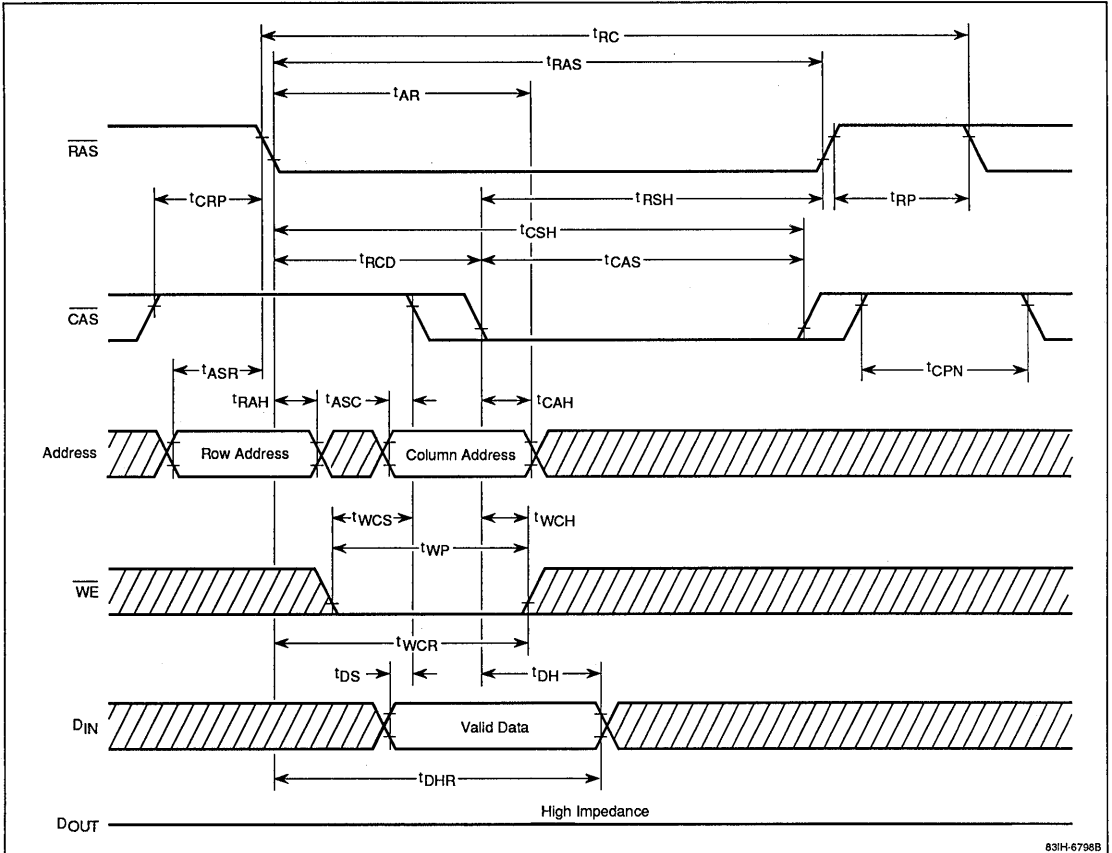 tRC
tRAS
tAR
RAS
tCRP
tRSH
tRP
tCSH
tRCD
tCAS
CAS
tASR
tCPN
tRAH
tASC
tCAH
Address
Row Address
Column Address
tWCS
tWCH
tWP
WE
tWCR
tDS
tDH
DIN
Valid Data
tDHR
High Impedance
DOUT
83IH-6798B